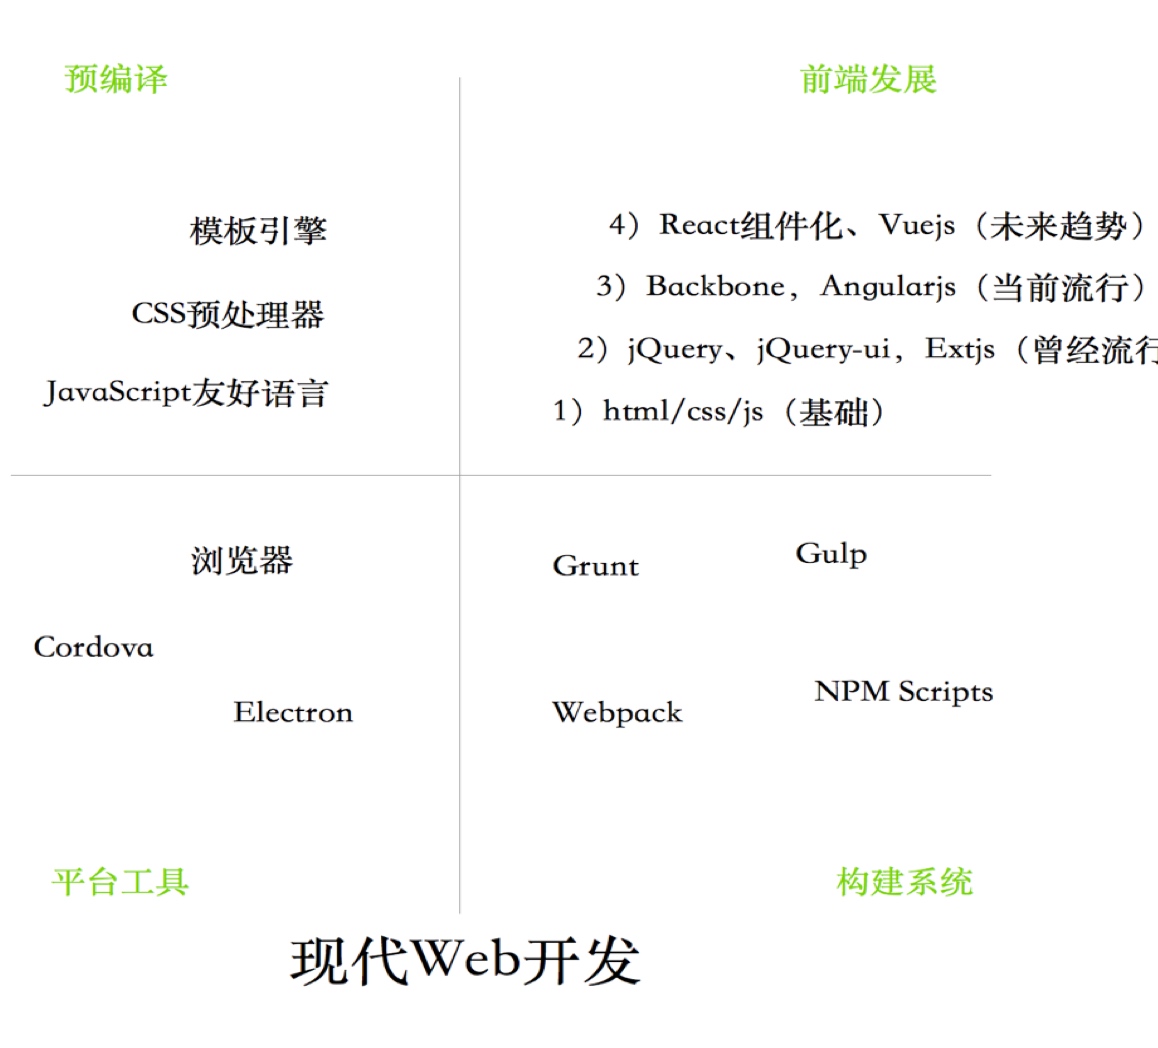 预编译
前端发展
模板引擎
CSS预处理器
JavaScript友好语言
4）React组件化、Vuejs（未来趋势）
3）Backbone，Angularjs（当前流行）
2）jQuery、jQuery-ui，Extjs（曾经流行
1）html/css/js（基础）
浏览器
Cordova
Electron
Grunt
Gulp
Webpack
NPM Scripts
平台工具
构建系统
现代Web开发